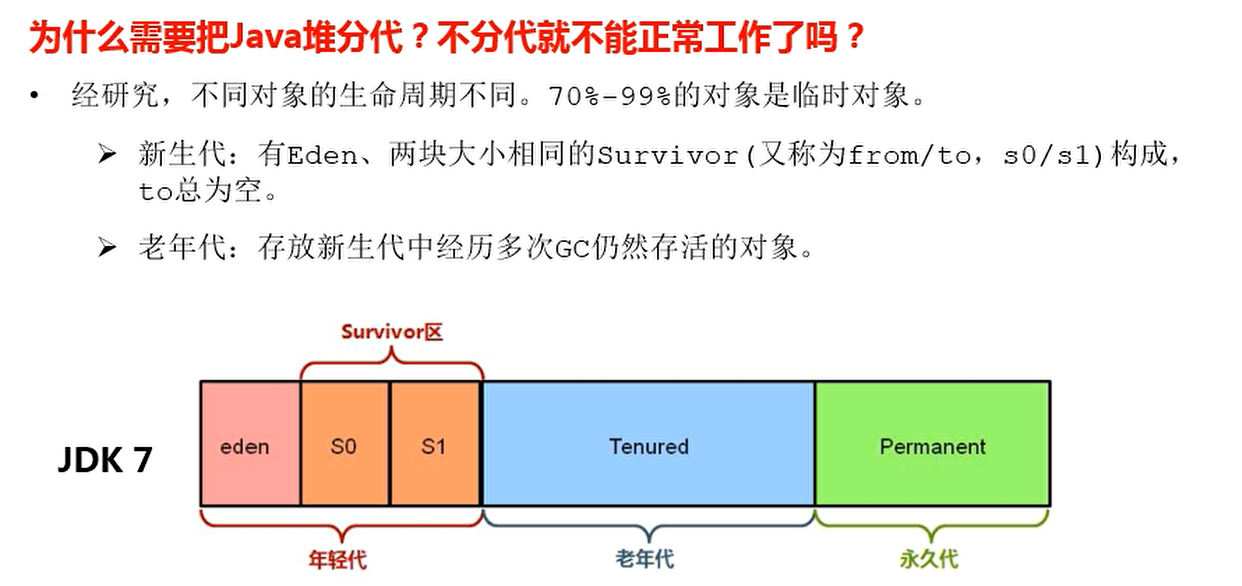 为什么需要把Java堆分代？不分代就不能正常工作了吗？
• 经研究，不同对象的生命周期不同。70%-99%的对象是临时对象。
➢ 新生代：有Eden、两块大小相同的Survivor(又称为from/to，s0/s1)构成，
to总为空。
➢ 老年代：存放新生代中经历多次GC仍然存活的对象。
Survivor区
JDK 7
eden
S0
S1
Tenured
Permanent
年轻代
老年代
永久代